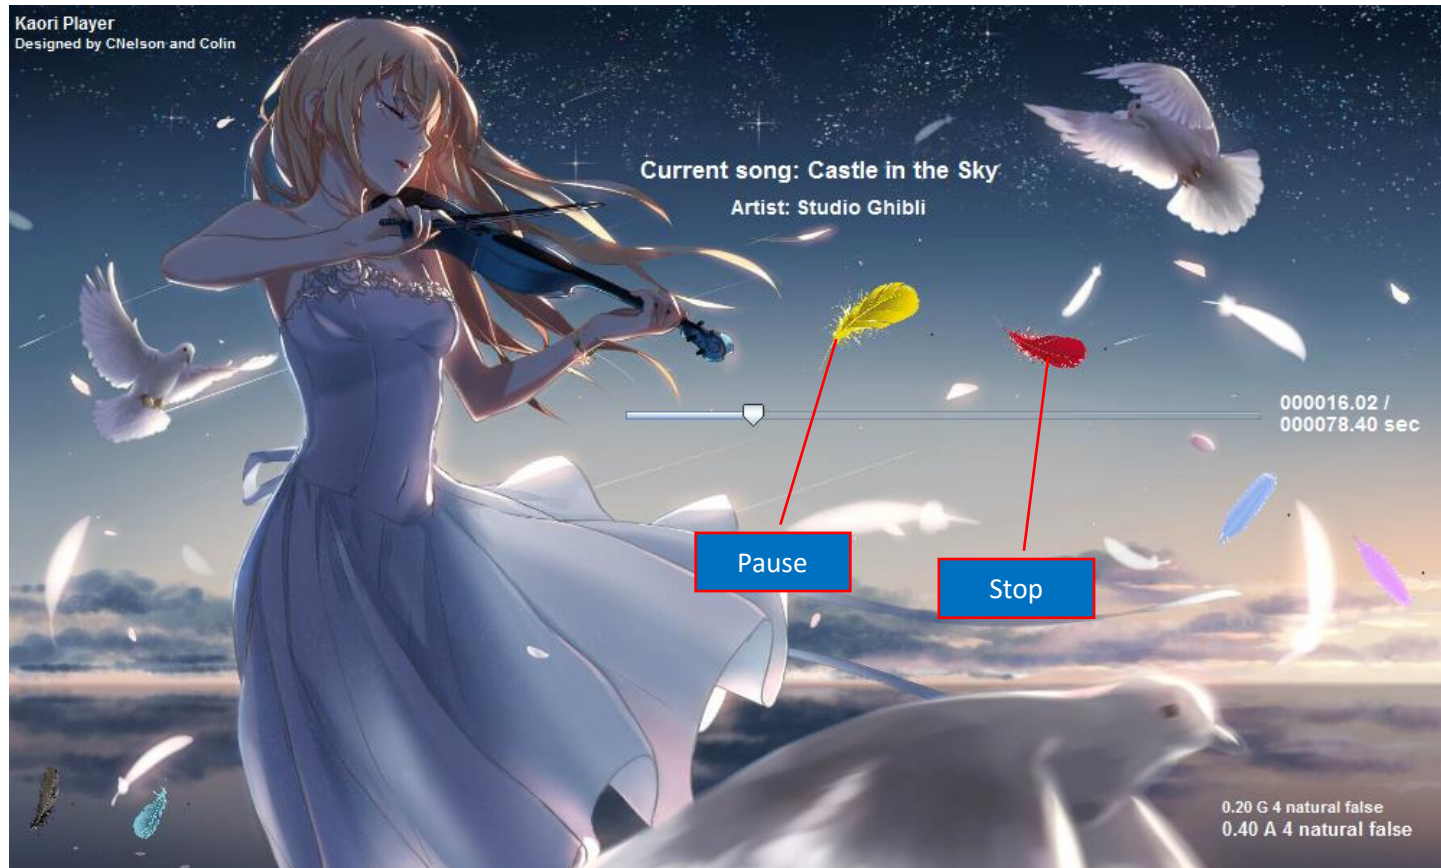 Kaori Player
Designed by CNelson and Colin
Current song: Castle in the Sky
Artist: Studio Ghibli
000016.02 /
000078.40 sec
Pause
Stop
0.20 G 4 natural false
0.40 A 4 natural false